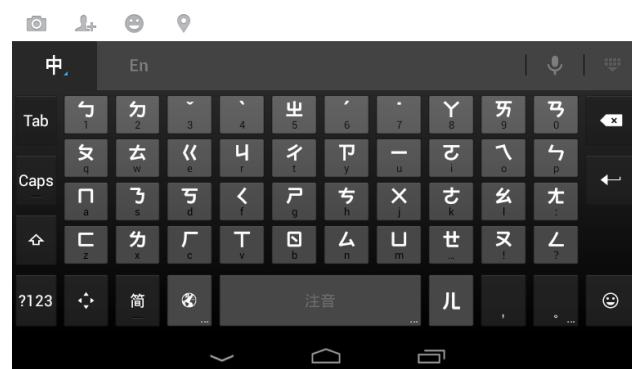 中 En
Tab ㄅ ㄉ ˇ ˋ ㄓ ˊ ˙ ㄚ ㄞ ㄢ
1 2 3 4 5 6 7 8 9 0
ㄆ ㄊ ㄍ ㄐ ㄔ ㄗ ㄧ ㄛ ㄟ ㄣ
q w e r t y u i o p
Caps ㄇ ㄋ ㄎ ㄑ ㄕ ㄘ ㄨ ㄜ ㄠ ㄤ
a s d f g h j k l :
ㄈ ㄌ ㄏ ㄒ ㄖ ㄙ ㄩ ㄝ ㄡ ㄥ
z x c v b n m … ! ?
?123 简 … 注音 … ㄦ , 。 …